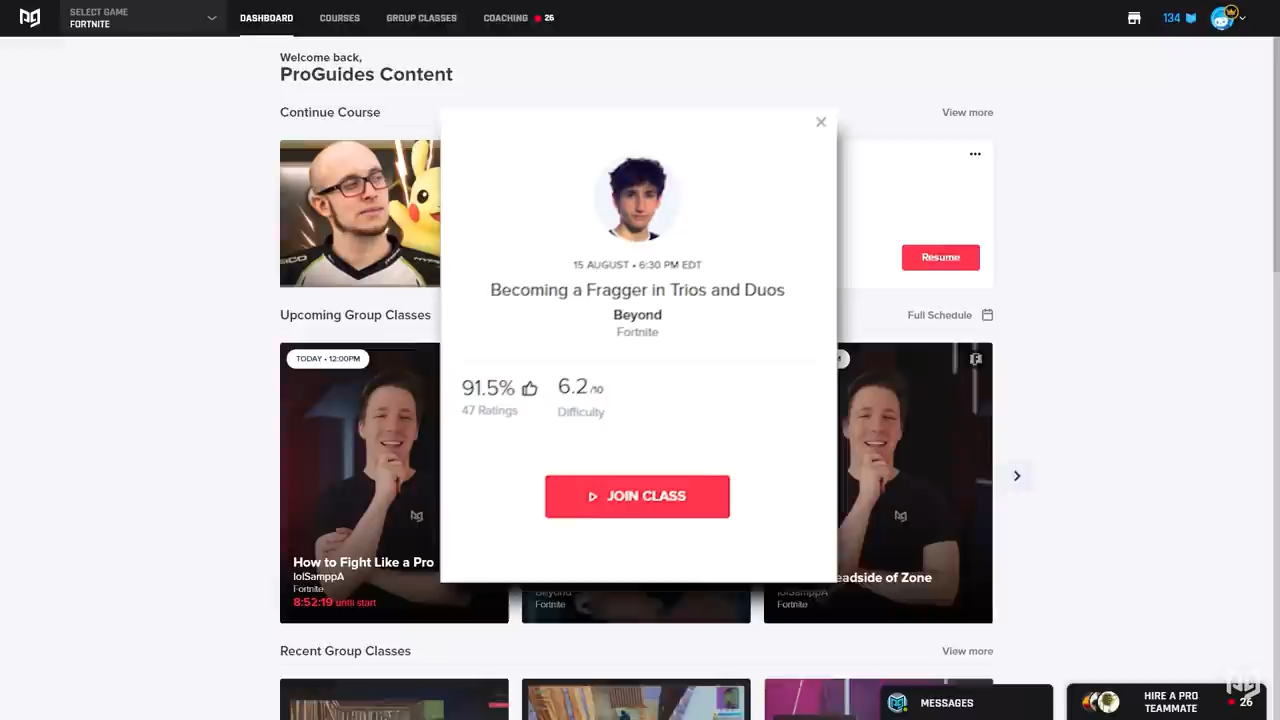 SELECT GAME
FORTNITE
DASHBOARD
COURSES
GROUP CLASSES
COACHING
26
134
Welcome back,
ProGuides Content
Continue Course
View more
15 AUGUST • 6:30 PM EDT
Becoming a Fragger in Trios and Duos
Beyond
Fortnite
91.5%
47 Ratings
6.2 /10
Difficulty
JOIN CLASS
Resume
Upcoming Group Classes
Full Schedule
TODAY • 12:00PM
How to Fight Like a Pro
lolSamppA
Fortnite
8:52:19 until start
Beyond
Fortnite
eadside of Zone
lolSamppA
Fortnite
Recent Group Classes
View more
MESSAGES
HIRE A PRO
TEAMMATE
26